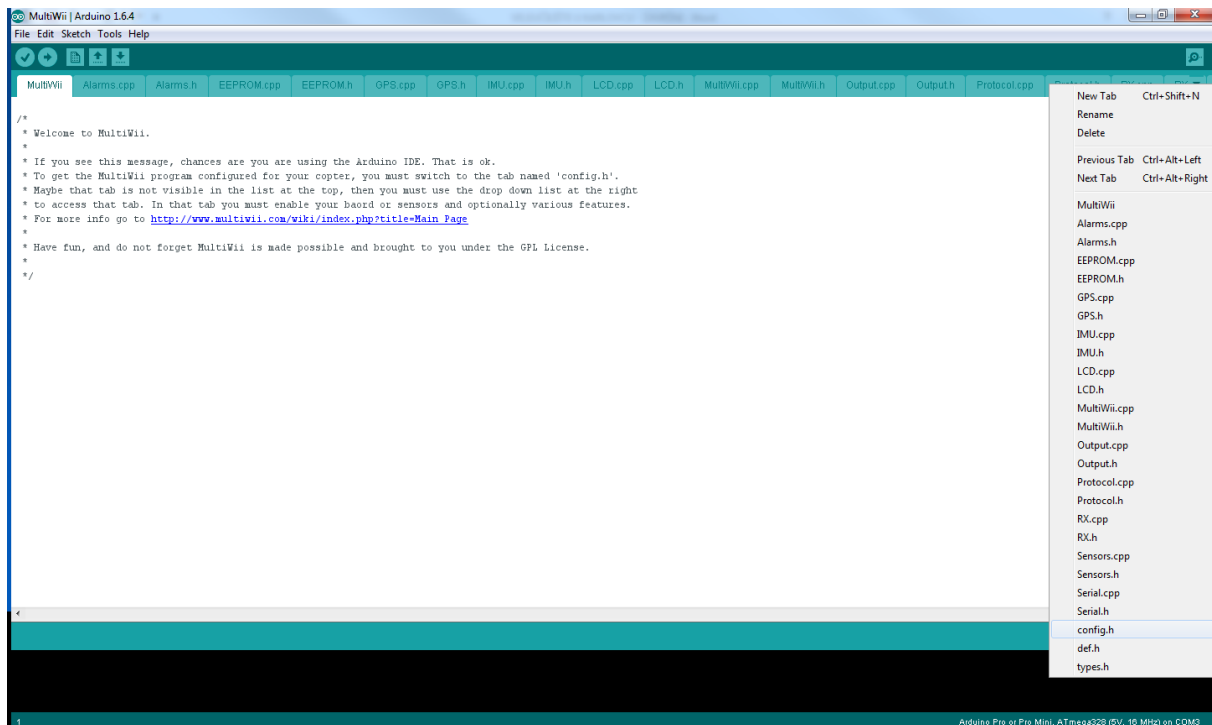 MultiWii | Arduino 1.6.4
File Edit Sketch Tools Help
MultiWii Alarms.cpp Alarms.h EEPROM.cpp EEPROM.h GPS.cpp GPS.h IMU.cpp IMU.h LCD.cpp LCD.h MultiWii.cpp MultiWii.h Output.cpp Output.h Protocol.cpp
/*
* Welcome to MultiWii.
*
* If you see this message, chances are you are using the Arduino IDE. That is ok.
* To get the MultiWii program configured for your copter, you must switch to the tab named 'config.h'.
* Maybe that tab is not visible in the list at the top, then you must use the drop down list at the right
* to access that tab. In that tab you must enable your baord or sensors and optionally various features.
* For more info go to http://www.multiwii.com/wiki/index.php?title=Main Page
*
* Have fun, and do not forget MultiWii is made possible and brought to you under the GPL License.
*
*/
New Tab Ctrl+Shift+N
Rename
Delete
Previous Tab Ctrl+Alt+Left
Next Tab Ctrl+Alt+Right
MultiWii
Alarms.cpp
Alarms.h
EEPROM.cpp
EEPROM.h
GPS.cpp
GPS.h
IMU.cpp
IMU.h
LCD.cpp
LCD.h
MultiWii.cpp
MultiWii.h
Output.cpp
Output.h
Protocol.cpp
Protocol.h
RX.cpp
RX.h
Sensors.cpp
Sensors.h
Serial.cpp
Serial.h
config.h
def.h
types.h
1 Arduino Pro or Pro Mini, ATmega328 (5V, 16 MHz) on COM3